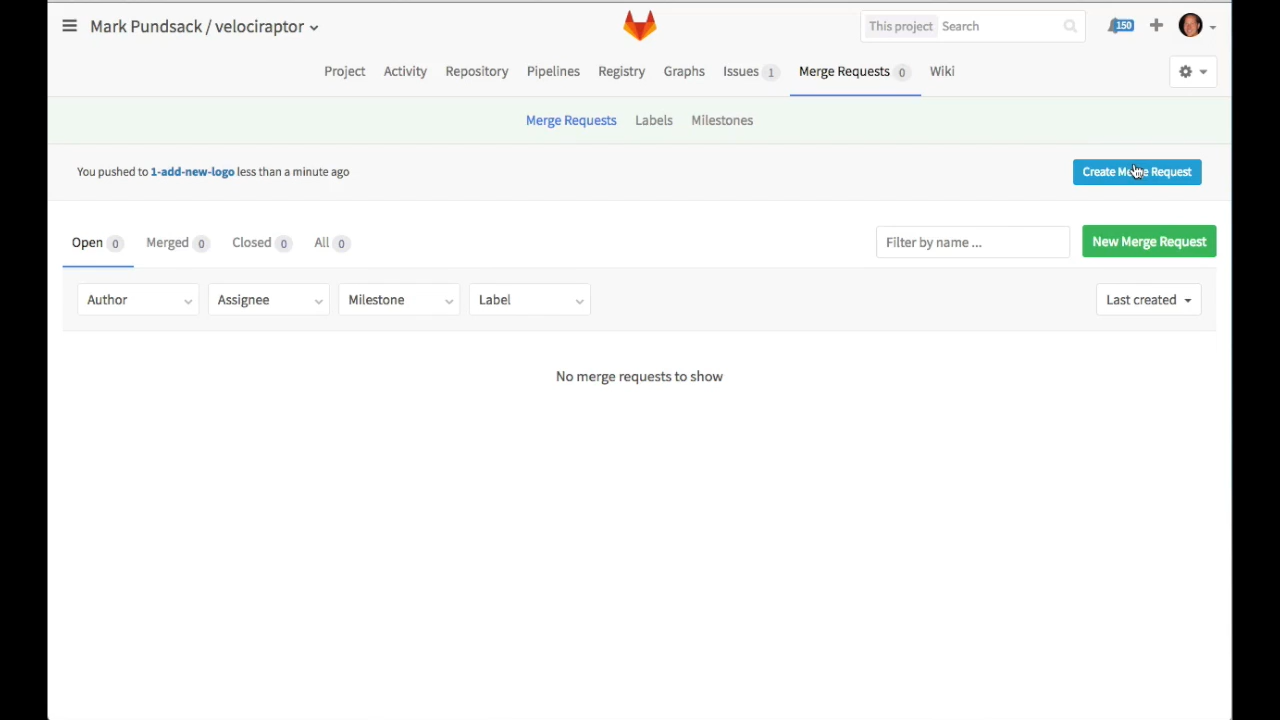 Mark Pundsack / velociraptor
This project Search
150
Project Activity Repository Pipelines Registry Graphs Issues 1 Merge Requests 0 Wiki
Merge Requests Labels Milestones
You pushed to 1-add-new-logo less than a minute ago
Create Merge Request
Open 0 Merged 0 Closed 0 All 0
Filter by name ...
New Merge Request
Author Assignee Milestone Label
Last created
No merge requests to show